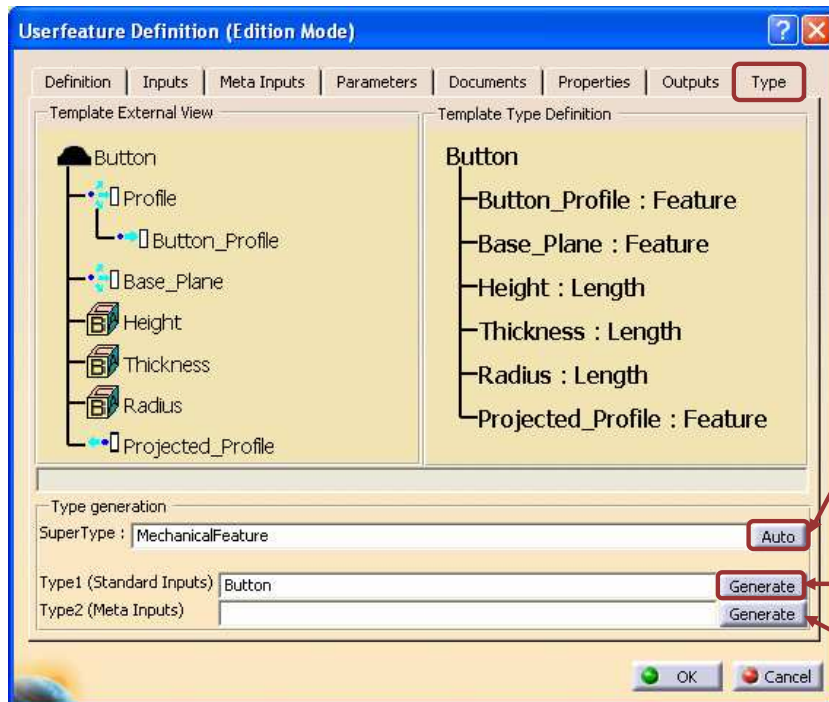 Userfeature Definition (Edition Mode)
Definition Inputs Meta Inputs Parameters Documents Properties Outputs Type
Template External View
Button
Profile
Button_Profile
Base_Plane
Height
Thickness
Radius
Projected_Profile
Template Type Definition
Button
Button_Profile : Feature
Base_Plane : Feature
Height : Length
Thickness : Length
Radius : Length
Projected_Profile : Feature
Type generation
SuperType : MechanicalFeature Auto
Type1 (Standard Inputs) Button Generate
Type2 (Meta Inputs) Generate
OK Cancel